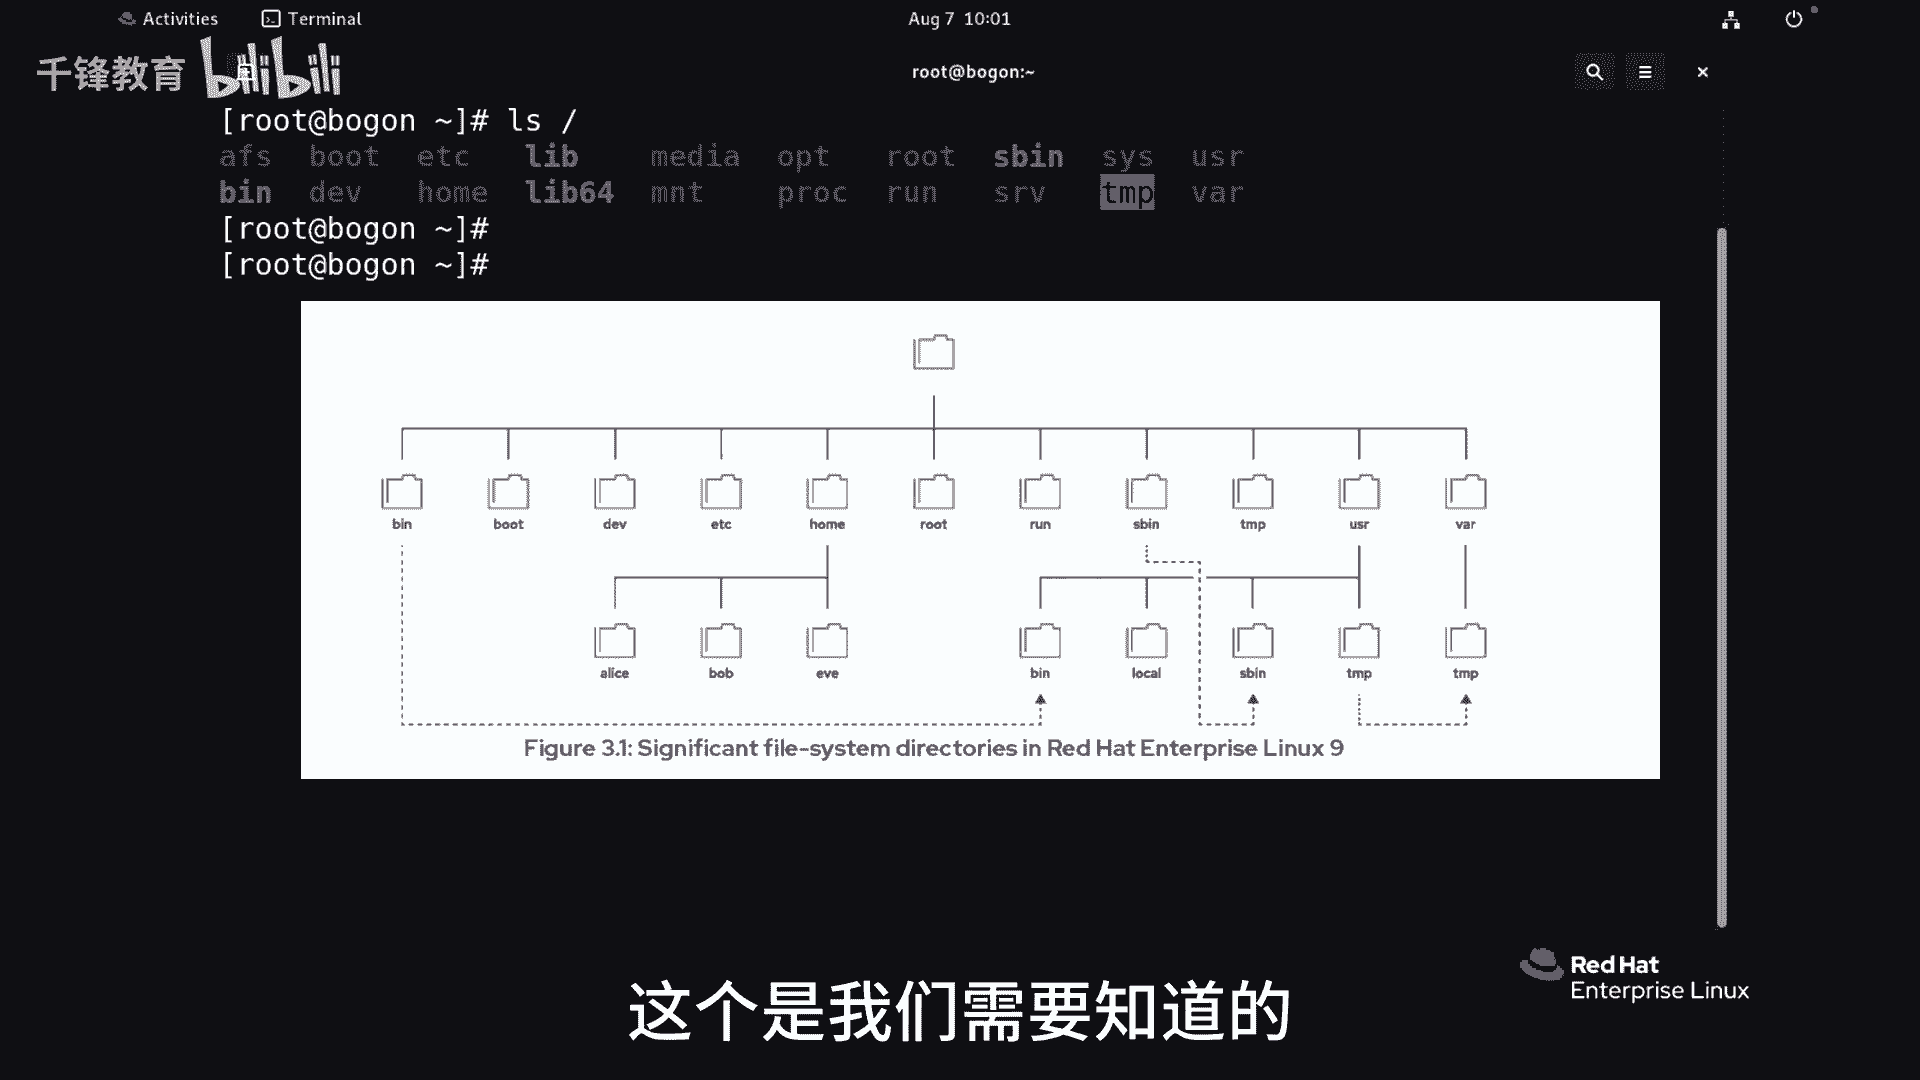 Activities Terminal Aug 7 10:01
千锋教育 bilibili root@bogon:~
[root@bogon ~]# ls /
afs boot etc lib media opt root sbin sys usr
bin dev home lib64 mnt proc run srv tmp var
[root@bogon ~]#
[root@bogon ~]#
bin boot dev etc home root run sbin tmp usr var
alice bob eve bin local sbin tmp tmp
Figure 3.1: Significant file-system directories in Red Hat Enterprise Linux 9
Red Hat
Enterprise Linux
这个是我们需要知道的